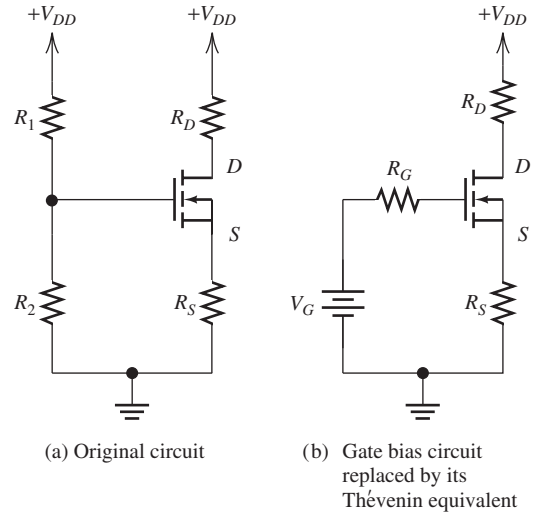 +V_DD
+V_DD
R_1
R_D
D
S
R_2
R_S
(a) Original circuit
+V_DD
R_D
R_G
D
S
V_G
R_S
(b) Gate bias circuit
replaced by its
Thévenin equivalent